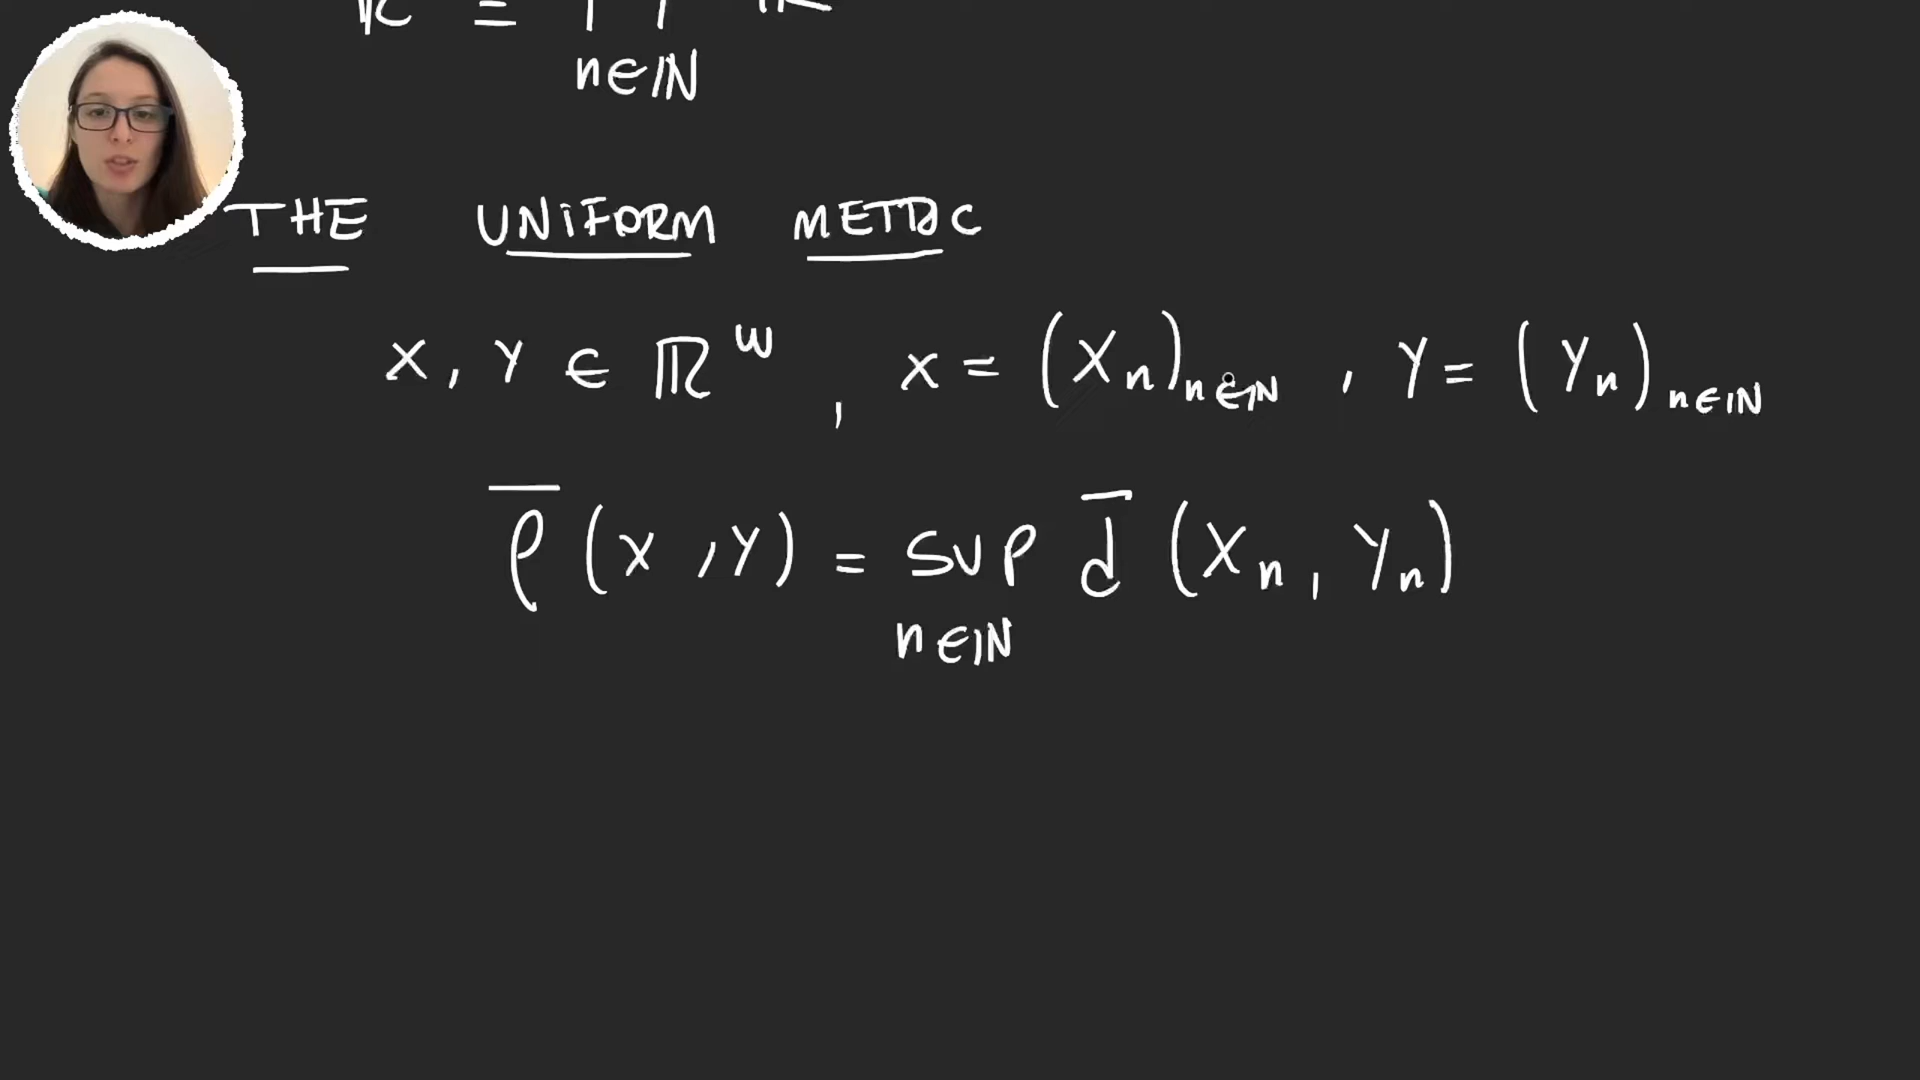 n∈ℕ
THE UNIFORM METRIC
x, y ∈ ℝ^ω, x = (x_n)_{n∈ℕ}, y = (y_n)_{n∈ℕ}
ρ̅ (x, y) = sup d̅ (x_n, y_n)
n∈ℕ